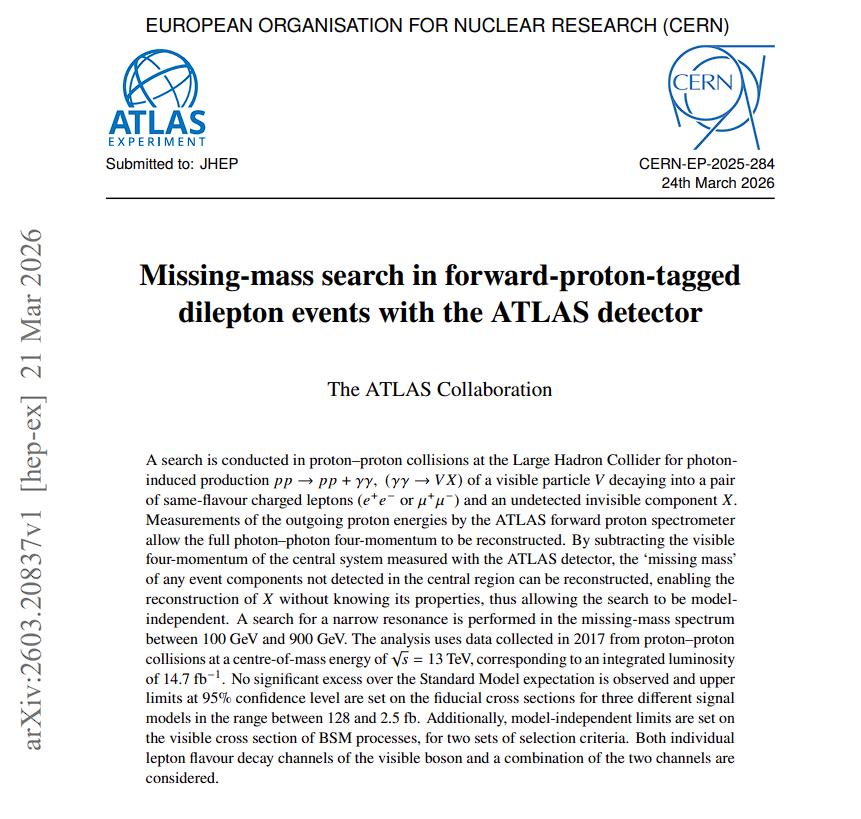 EUROPEAN ORGANISATION FOR NUCLEAR RESEARCH (CERN)
ATLAS
EXPERIMENT
CERN
Submitted to: JHEP
CERN-EP-2025-284
24th March 2026
arXiv:2603.20837v1 [hep-ex] 21 Mar 2026
Missing-mass search in forward-proton-tagged
dilepton events with the ATLAS detector
The ATLAS Collaboration
A search is conducted in proton–proton collisions at the Large Hadron Collider for photon-
induced production pp → pp + γγ, (γγ → VX) of a visible particle V decaying into a pair
of same-flavour charged leptons (e⁺e⁻ or μ⁺μ⁻) and an undetected invisible component X.
Measurements of the outgoing proton energies by the ATLAS forward proton spectrometer
allow the full photon–photon four-momentum to be reconstructed. By subtracting the visible
four-momentum of the central system measured with the ATLAS detector, the ‘missing mass’
of any event components not detected in the central region can be reconstructed, enabling the
reconstruction of X without knowing its properties, thus allowing the search to be model-
independent. A search for a narrow resonance is performed in the missing-mass spectrum
between 100 GeV and 900 GeV. The analysis uses data collected in 2017 from proton–proton
collisions at a centre-of-mass energy of √s = 13 TeV, corresponding to an integrated luminosity
of 14.7 fb⁻¹. No significant excess over the Standard Model expectation is observed and upper
limits at 95% confidence level are set on the fiducial cross sections for three different signal
models in the range between 128 and 2.5 fb. Additionally, model-independent limits are set on
the visible cross section of BSM processes, for two sets of selection criteria. Both individual
lepton flavour decay channels of the visible boson and a combination of the two channels are
considered.